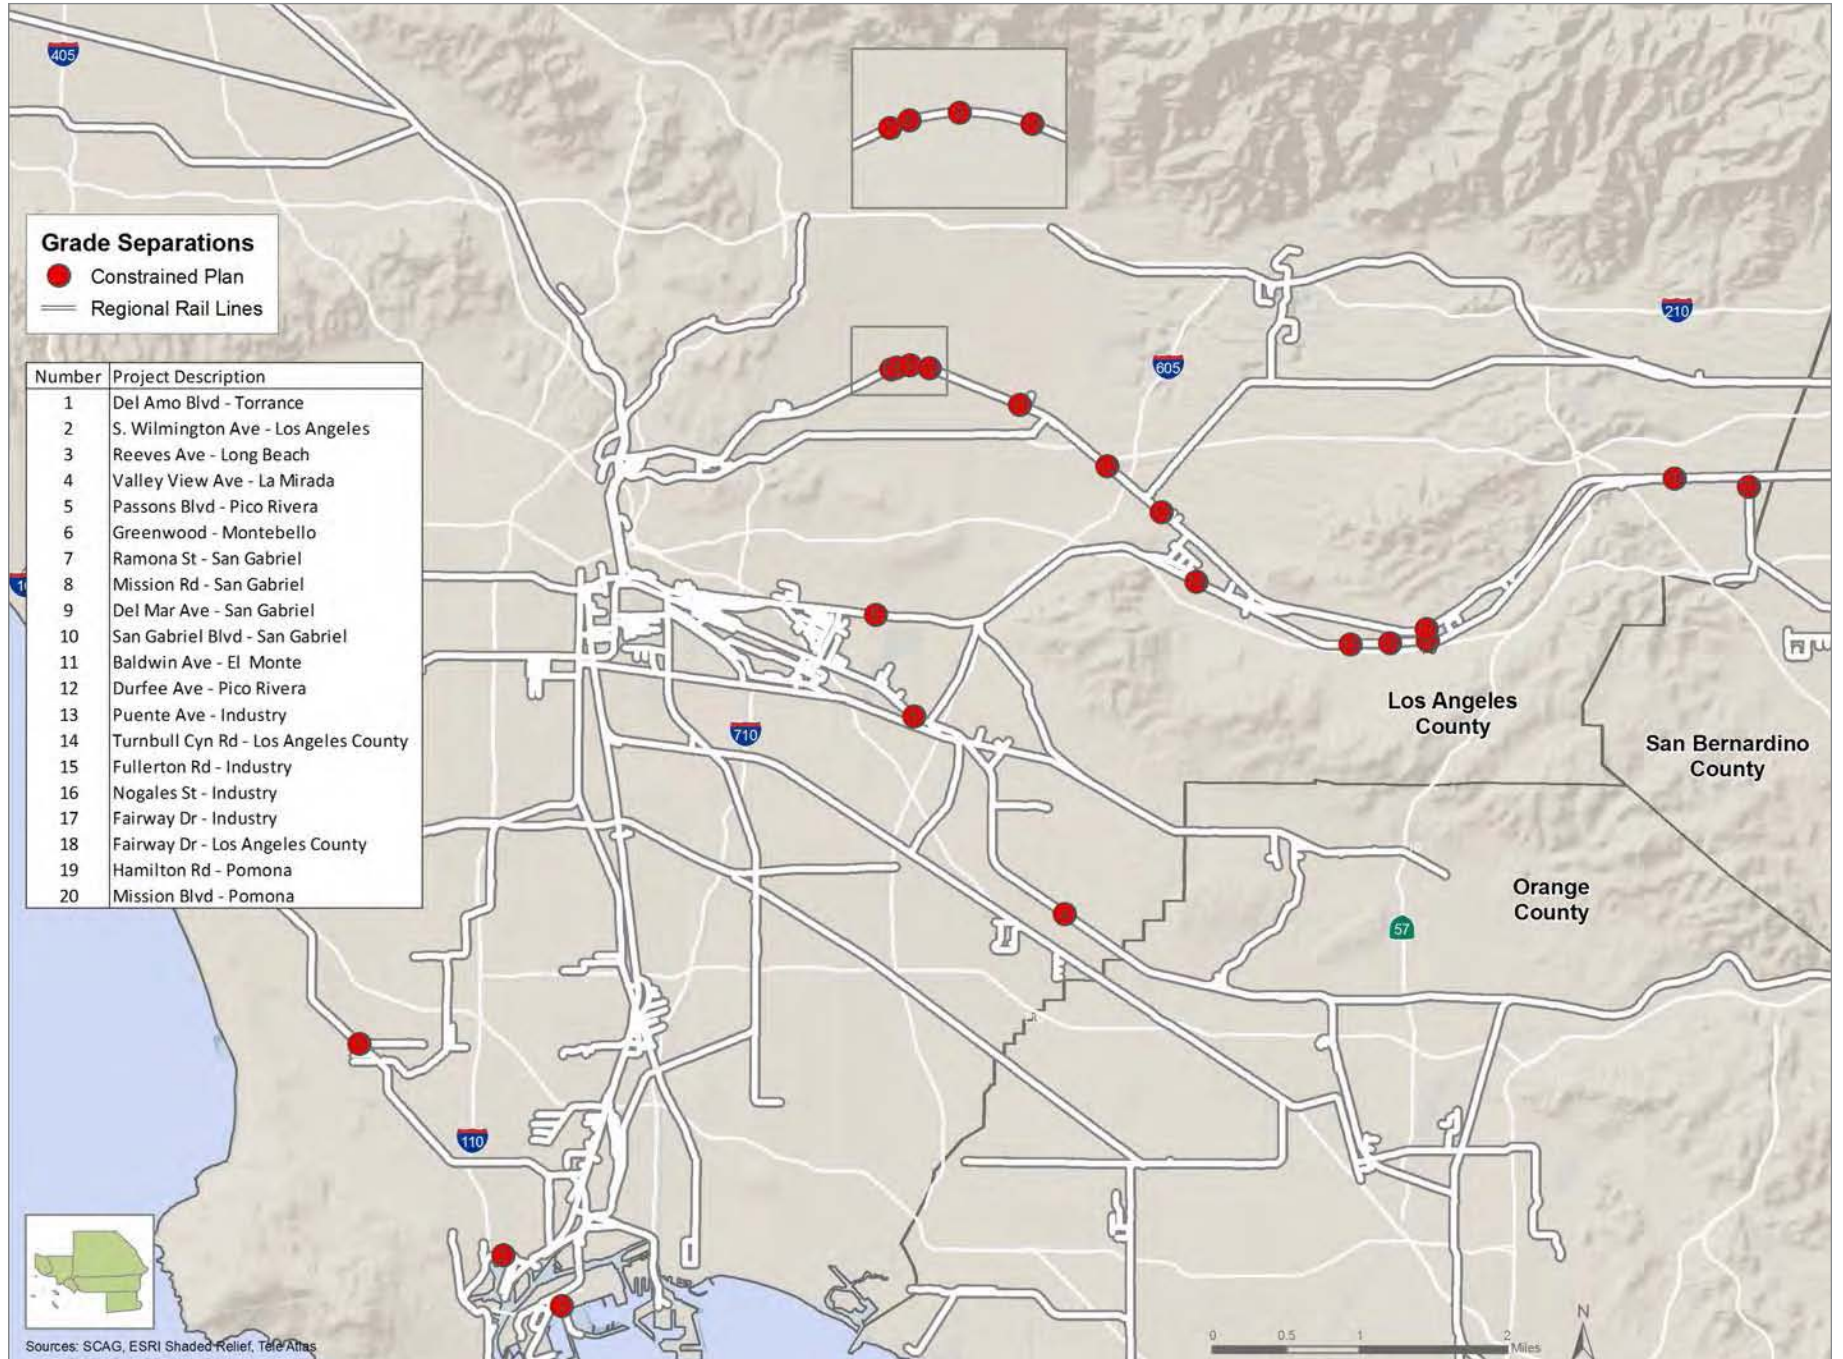 405
Grade Separations
Constrained Plan
Regional Rail Lines
210
605
Number Project Description
1 Del Amo Blvd - Torrance
2 S. Wilmington Ave - Los Angeles
3 Reeves Ave - Long Beach
4 Valley View Ave - La Mirada
5 Passons Blvd - Pico Rivera
6 Greenwood - Montebello
7 Ramona St - San Gabriel
8 Mission Rd - San Gabriel
9 Del Mar Ave - San Gabriel
10 San Gabriel Blvd - San Gabriel
11 Baldwin Ave - El Monte
12 Durfee Ave - Pico Rivera
13 Puente Ave - Industry
14 Turnbull Cyn Rd - Los Angeles County
15 Fullerton Rd - Industry
16 Nogales St - Industry
17 Fairway Dr - Industry
18 Fairway Dr - Los Angeles County
19 Hamilton Rd - Pomona
20 Mission Blvd - Pomona
Los Angeles
County
710
San Bernardino
County
Orange
County
57
110
N
0 0.5 1 2
Miles
Sources: SCAG, ESRI Shaded Relief, Tele Atlas